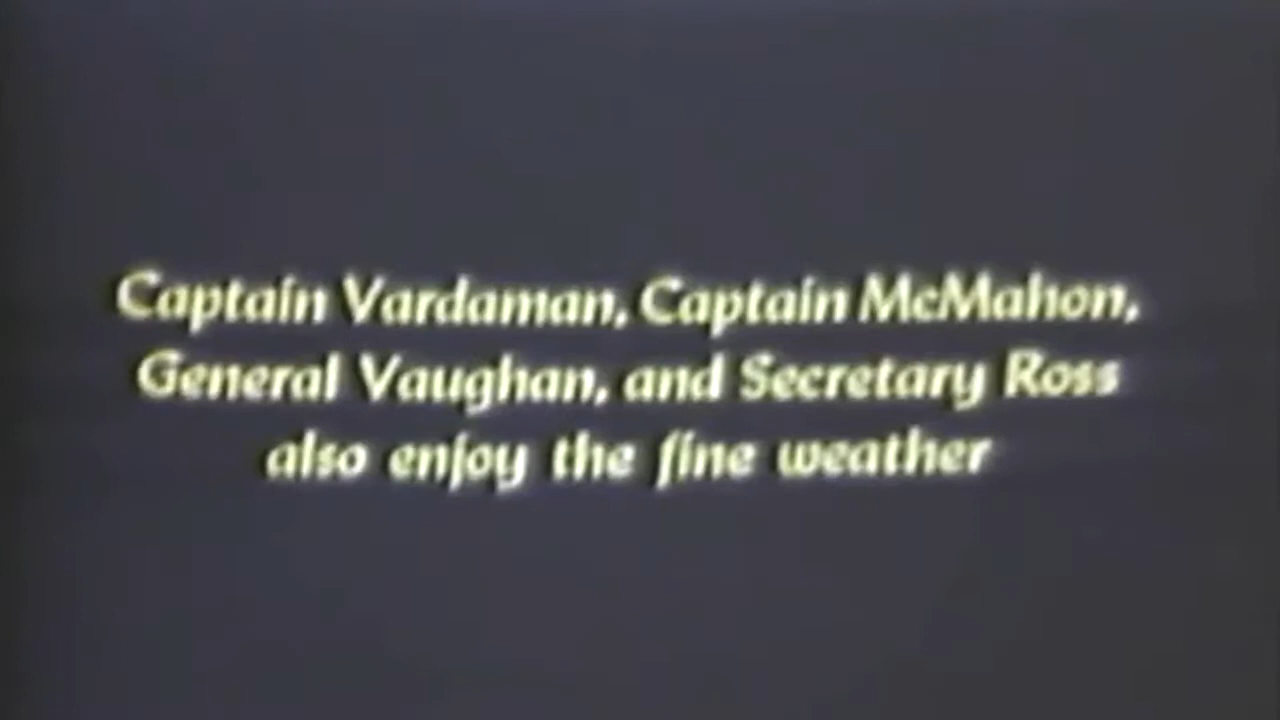 Captain Vardaman, Captain McMahon,
General Vaughan, and Secretary Ross
also enjoy the fine weather